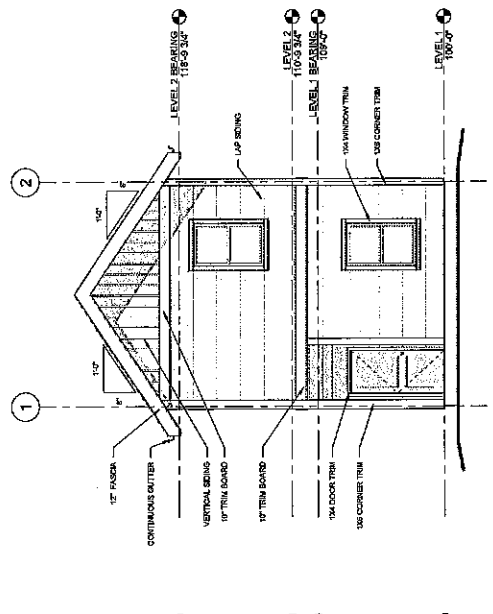 1
2
1'-0"
1'-0"
8"
12" FASCIA
CONTINUOUS GUTTER
VERTICAL SIDING
10" TRIM BOARD
10" TRIM BOARD
1X4 DOOR TRIM
1X6 CORNER TRIM
LAP SIDING
1X4 WINDOW TRIM
1X6 CORNER TRIM
LEVEL 2 BEARING
118'-9 3/4"
LEVEL 2
110'-9 3/4"
LEVEL 1 BEARING
109'-0"
LEVEL 1
100'-0"